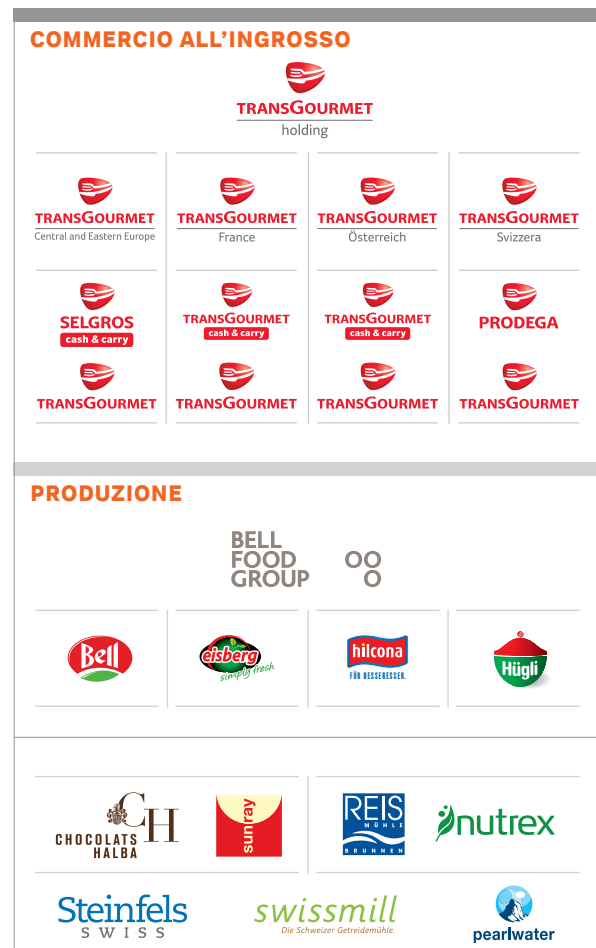 COMMERCIO ALL'INGROSSO
TRANSGOURMET
holding
TRANSGOURMET
Central and Eastern Europe
TRANSGOURMET
France
TRANSGOURMET
Österreich
TRANSGOURMET
Svizzera
SELGROS
cash & carry
TRANSGOURMET
cash & carry
TRANSGOURMET
cash & carry
PRODEGA
TRANSGOURMET
TRANSGOURMET
TRANSGOURMET
TRANSGOURMET
PRODUZIONE
BELL
FOOD
GROUP
Bell
eisberg
simply fresh
hilcona
FÜR BESSERESSER.
Hügli
CH
CHOCOLATS
HALBA
sunray
REIS
MÜHLE
BRUNNEN
nutrex
Steinfels
SWISS
swissmill
Die Schweizer Getreidemühle.
pearlwater